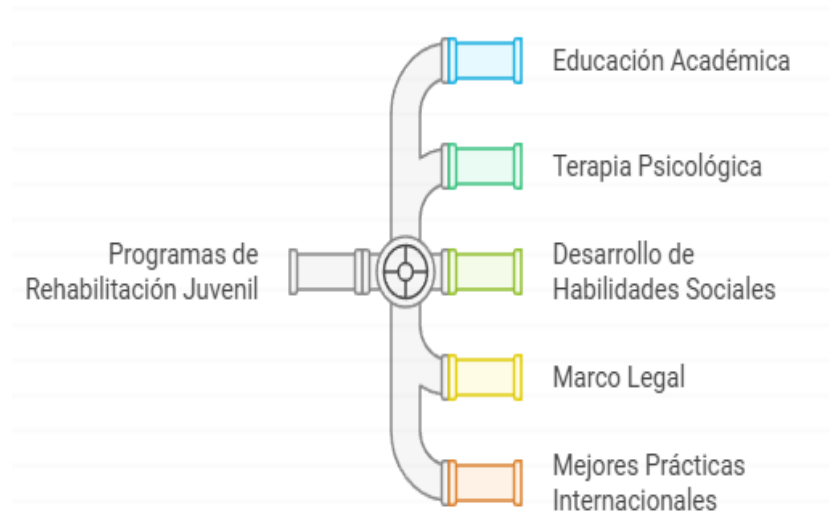 Programas de
Rehabilitación Juvenil
Educación Académica
Terapia Psicológica
Desarrollo de
Habilidades Sociales
Marco Legal
Mejores Prácticas
Internacionales